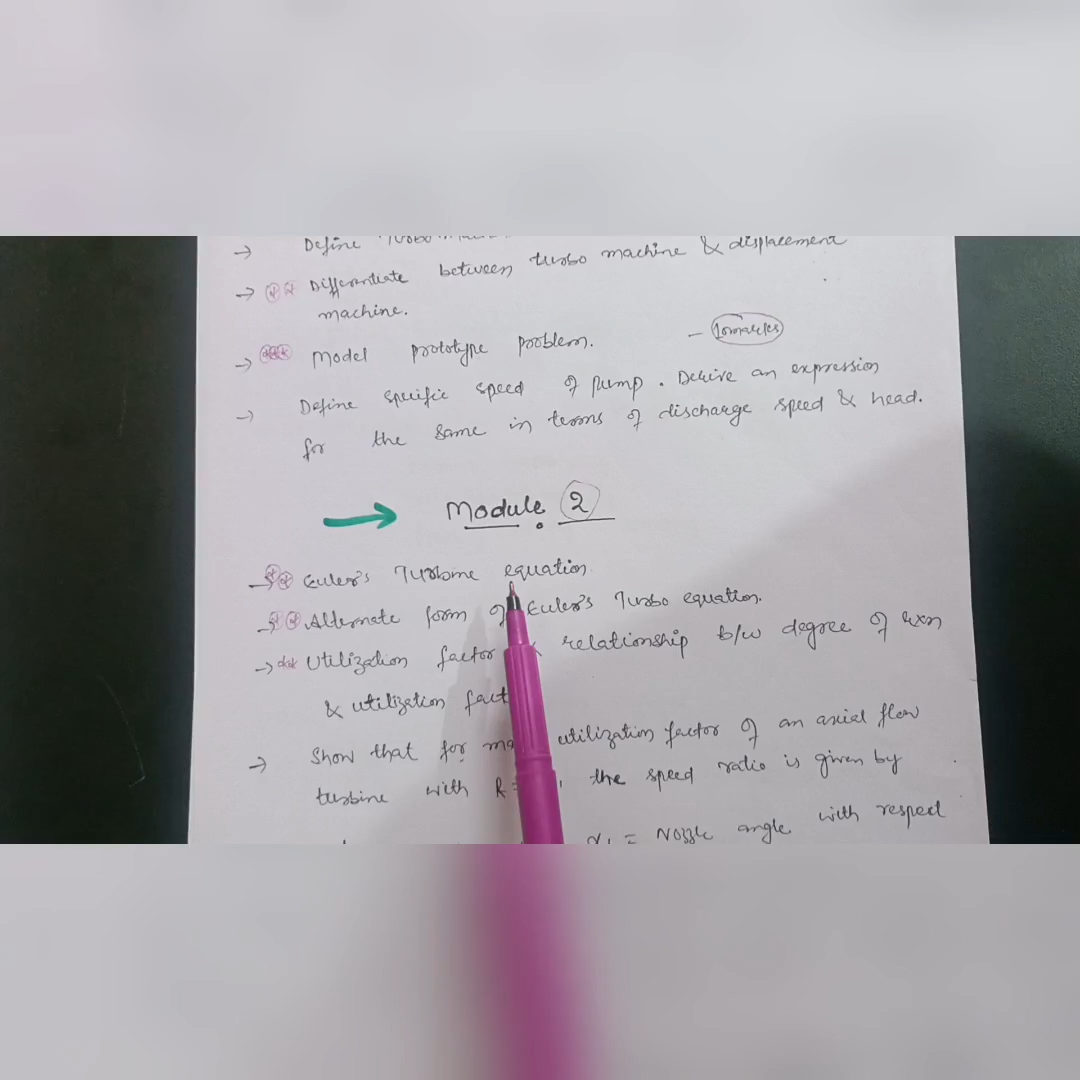 → Define Turbo
→ ** Differentiate between turbo machine & displacement
machine.
→ *** Model prototype problem. - 10marks
→ Define specific speed of pump. Derive an expression
for the same in terms of discharge speed & head.
→ Module 2
→ ** Euler's Turbine equation
→ ** Alternate form of Euler's Turbo equation.
→ ** Utilization factor relationship b/w degree of rxn
& utilization fact
→ Show that for utilization factor of an axial flow
turbine with R= the speed ratio is given by
α1 = Nozzle angle with respect